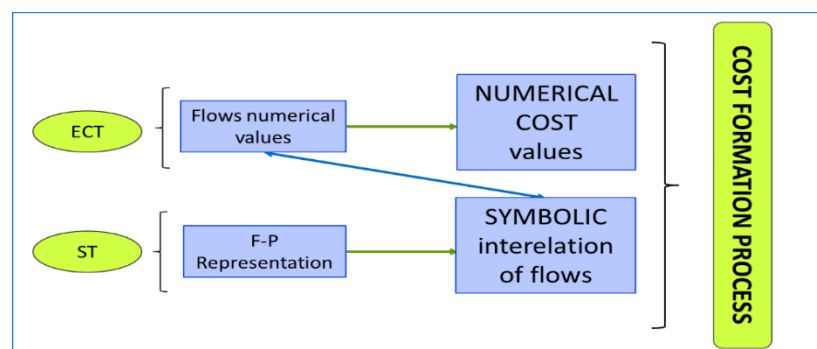 ECT
Flows numerical
values
NUMERICAL
COST
values
ST
F-P
Representation
SYMBOLIC
interelation
of flows
COST FORMATION PROCESS